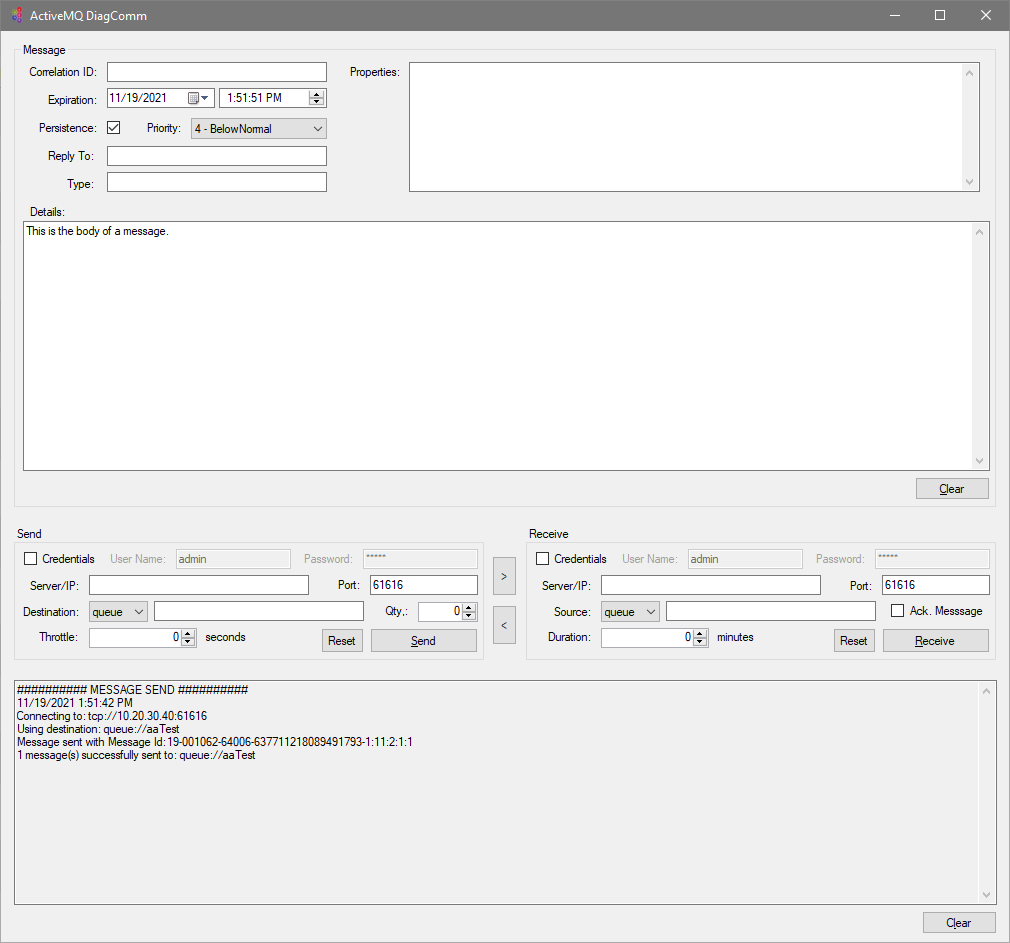 ActiveMQ DiagComm
Message
Correlation ID:
Properties:
Expiration: 11/19/2021 1:51:51 PM
Persistence: Priority: 4 - BelowNormal
Reply To:
Type:
Details:
This is the body of a message.
Clear
Send
Credentials User Name: admin Password: *****
Server/IP: Port: 61616
Destination: queue Qty.: 0
Throttle: 0 seconds Reset Send
>
<
Receive
Credentials User Name: admin Password: *****
Server/IP: Port: 61616
Source: queue Ack. Messsage
Duration: 0 minutes Reset Receive
########## MESSAGE SEND ##########
11/19/2021 1:51:42 PM
Connecting to: tcp://10.20.30.40:61616
Using destination: queue://aaTest
Message sent with Message Id: 19-001062-64006-637711218089491793-1:11:2:1:1
1 message(s) successfully sent to: queue://aaTest
Clear